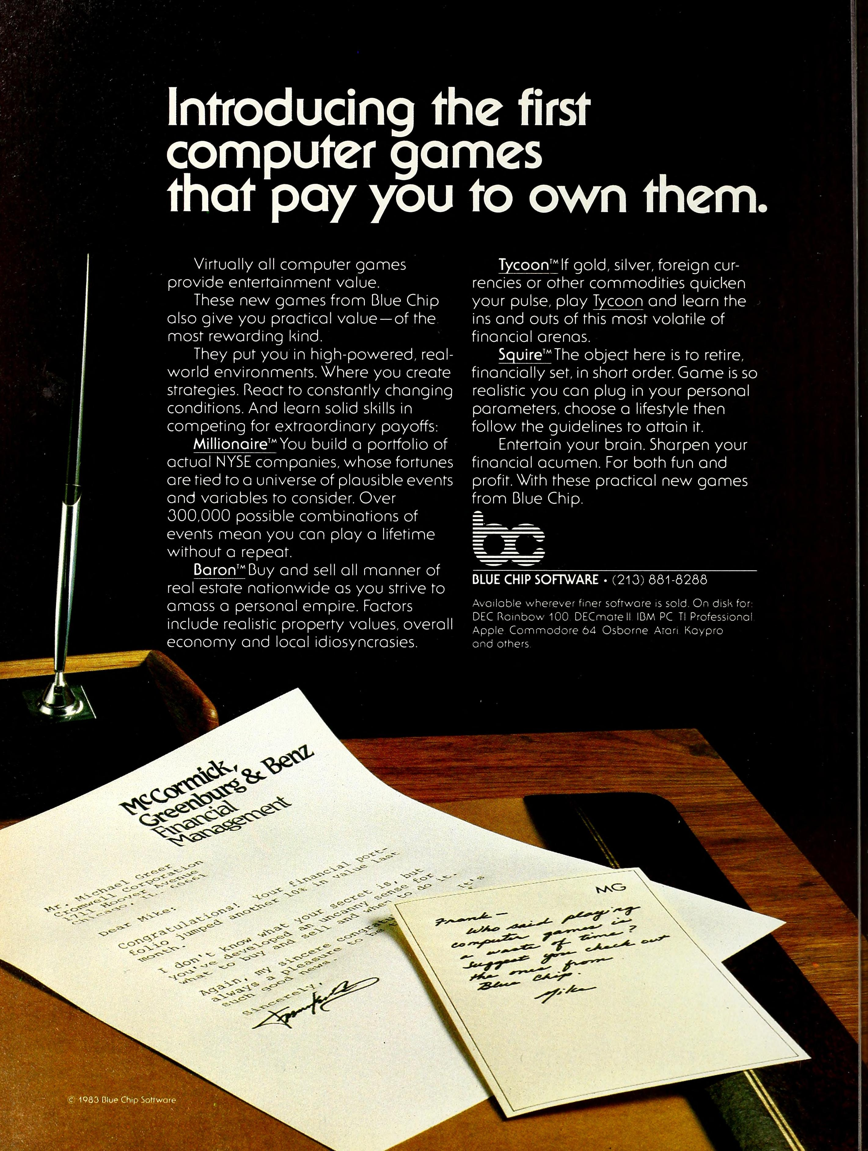 Introducing the first
computer games
that pay you to own them.
Virtually all computer games
provide entertainment value.
These new games from Blue Chip
also give you practical value—of the
most rewarding kind.
They put you in high-powered, real-
world environments. Where you create
strategies. React to constantly changing
conditions. And learn solid skills in
competing for extraordinary payoffs:
Millionaire™ You build a portfolio of
actual NYSE companies, whose fortunes
are tied to a universe of plausible events
and variables to consider. Over
300,000 possible combinations of
events mean you can play a lifetime
without a repeat.
Baron™ Buy and sell all manner of
real estate nationwide as you strive to
amass a personal empire. Factors
include realistic property values, overall
economy and local idiosyncrasies.
Tycoon™ If gold, silver, foreign cur-
rencies or other commodities quicken
your pulse, play Tycoon and learn the
ins and outs of this most volatile of
financial arenas.
Squire™ The object here is to retire,
financially set, in short order. Game is so
realistic you can plug in your personal
parameters, choose a lifestyle then
follow the guidelines to attain it.
Entertain your brain. Sharpen your
financial acumen. For both fun and
profit. With these practical new games
from Blue Chip.
bc
BLUE CHIP SOFTWARE • (213) 881-8288
Available wherever finer software is sold. On disk for:
DEC Rainbow 100 DECmate II IBM PC TI Professional
Apple Commodore 64 Osborne Atari Kaypro
and others.
McCormick,
Greenburg & Benz
Financial
Management
Mr. Michael Greer
Cromwell Corporation
1711 Hoover Avenue
Chicago, IL
Dear Mike:
Congratulations! Your financial port-
folio jumped another 10% in value last
month.
I don't know what your secret is, but
you've developed an uncanny sense for
what to buy and sell and when to do it.
Again, my sincere It's
always a pleasure to
such good news.
Sincerely,
MG
Frank—
Who said playing
computer games is
a waste of time?
Suggest you check out
the ones from
Blue Chip.
Mike
© 1983 Blue Chip Software